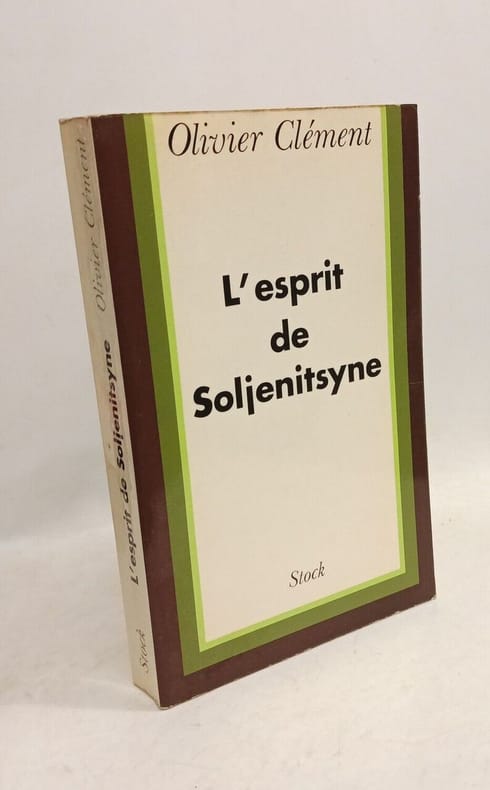 Olivier Clément
L'esprit
de
Soljenitsyne
Stock
Olivier Clément
L'esprit de Soljenitsyne
Stock